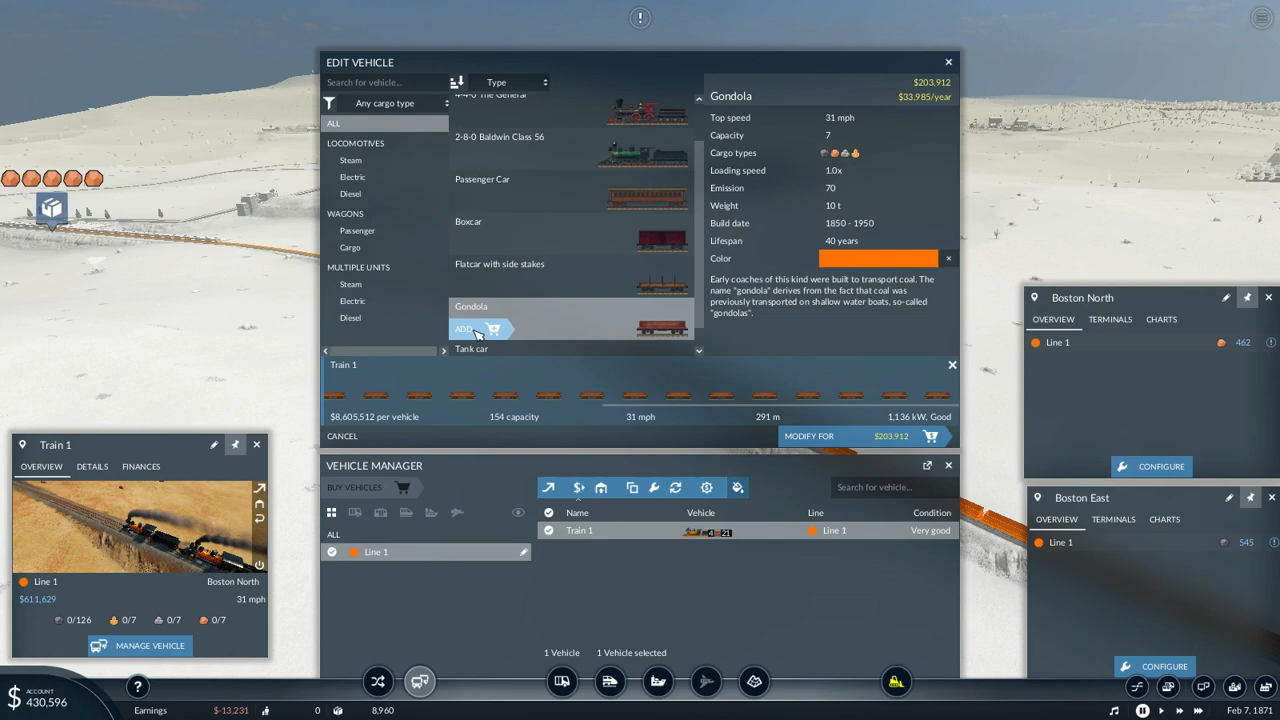 EDIT VEHICLE
Search for vehicle...
Type
Any cargo type
ALL
LOCOMOTIVES
Steam
Electric
Diesel
WAGONS
Passenger
Cargo
MULTIPLE UNITS
Steam
Electric
Diesel
4-4-0 The General
2-8-0 Baldwin Class 56
Passenger Car
Boxcar
Flatcar with side stakes
Gondola
ADD
Tank car
$203,912
Gondola
$33,985/year
Top speed 31 mph
Capacity 7
Cargo types
Loading speed 1.0x
Emission 70
Weight 10 t
Build date 1850 - 1950
Lifespan 40 years
Color
Early coaches of this kind were built to transport coal. The
name "gondola" derives from the fact that coal was
previously transported on shallow water boats, so-called
"gondolas".
Train 1
$8,605,512 per vehicle 154 capacity 31 mph 291 m 1,136 kW, Good
CANCEL
MODIFY FOR $203,912
VEHICLE MANAGER
BUY VEHICLES
Search for vehicle...
Name Vehicle Line Condition
ALL
Train 1 4 21 Line 1 Very good
Line 1
1 Vehicle 1 Vehicle selected
Train 1
OVERVIEW DETAILS FINANCES
Line 1 Boston North
$611,629 31 mph
0/126 0/7 0/7 0/7
MANAGE VEHICLE
Boston North
OVERVIEW TERMINALS CHARTS
Line 1 462
CONFIGURE
Boston East
OVERVIEW TERMINALS CHARTS
Line 1 545
CONFIGURE
$ ACCOUNT
430,596
?
Earnings $-13,231 0 8,960
Feb 7, 1871